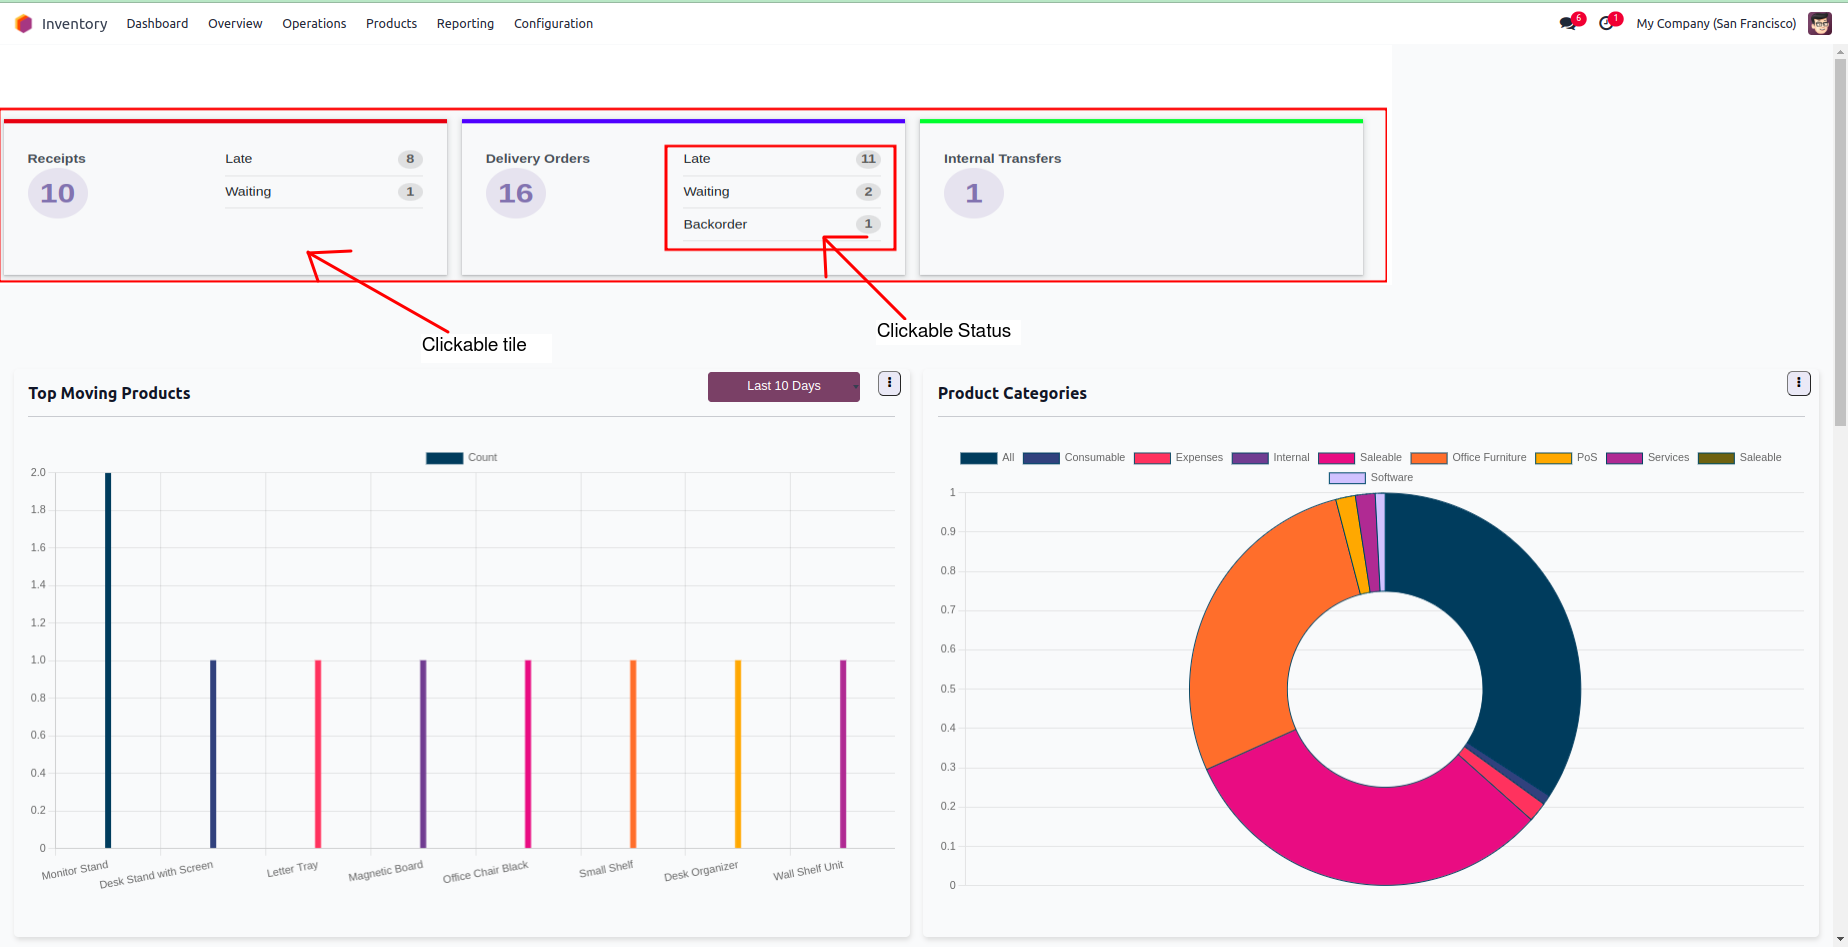 Inventory Dashboard Overview Operations Products Reporting Configuration 6 1 My Company (San Francisco)
Receipts Late 8
10 Waiting 1
Delivery Orders Late 11
16 Waiting 2
Backorder 1
Internal Transfers
1
Clickable tile
Clickable Status
Top Moving Products Last 10 Days
Count
2.0
1.8
1.6
1.4
1.2
1.0
0.8
0.6
0.4
0.2
0
Monitor Stand Desk Stand with Screen Letter Tray Magnetic Board Office Chair Black Small Shelf Desk Organizer Wall Shelf Unit
Product Categories
All Consumable Expenses Internal Saleable Office Furniture PoS Services Saleable
Software
1
0.9
0.8
0.7
0.6
0.5
0.4
0.3
0.2
0.1
0